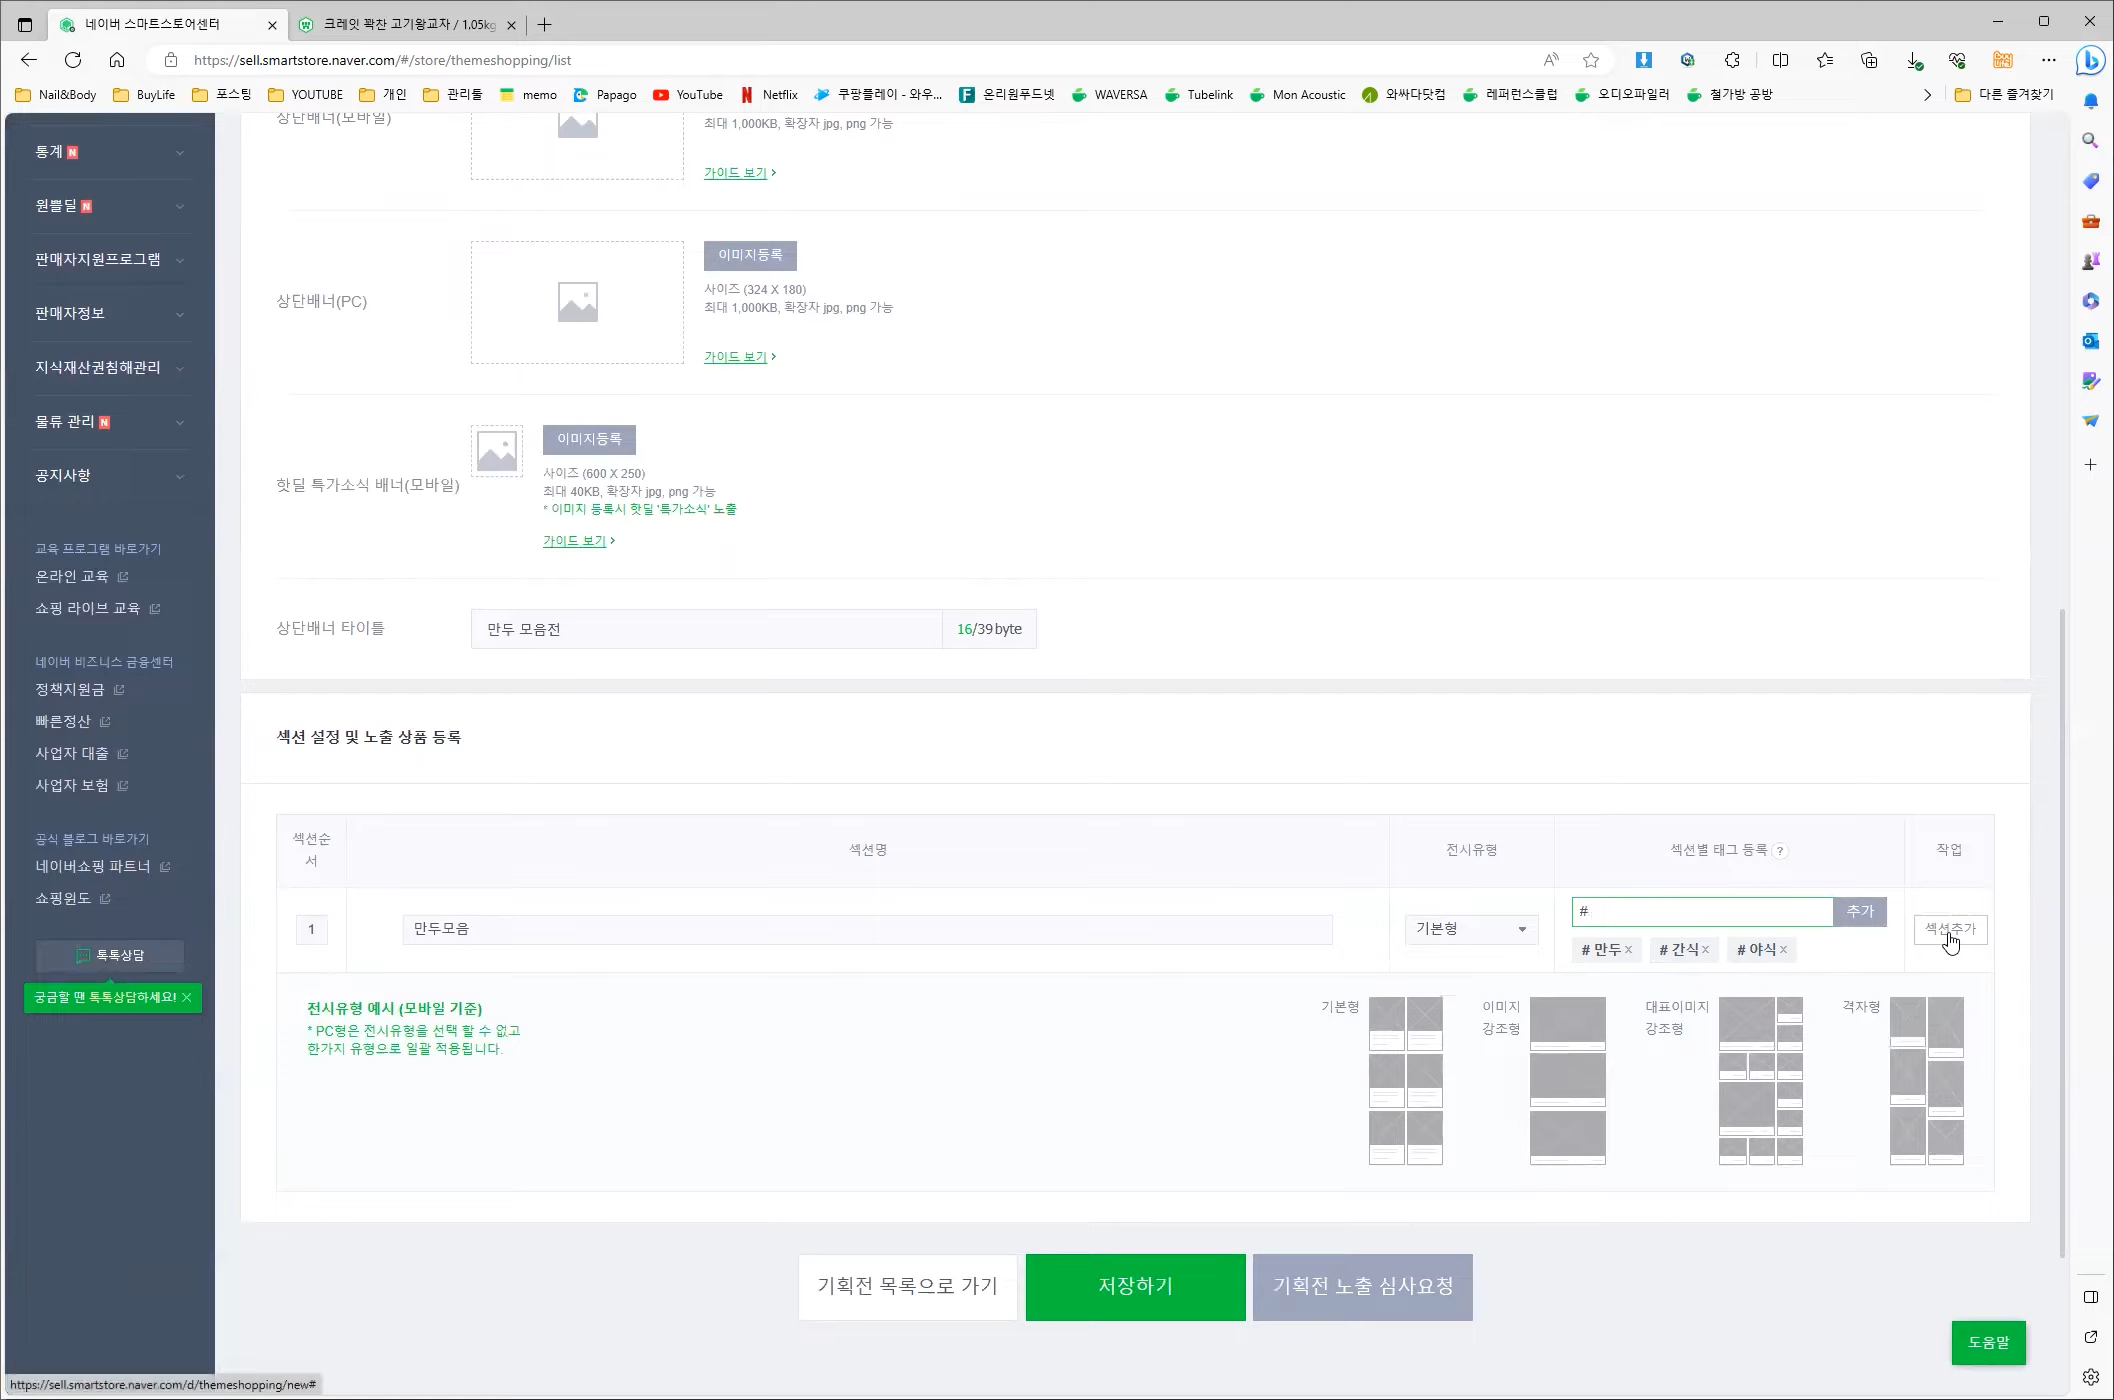 네이버 스마트스토어센터
크레잇 꽉찬 고기왕교자 / 1.05kg
https://sell.smartstore.naver.com/#/store/themeshopping/list
Nail&Body
BuyLife
포스팅
YOUTUBE
개인
관리툴
memo
Papago
YouTube
Netflix
쿠팡플레이 - 와우...
온리원푸드넷
WAVERSA
Tubelink
Mon Acoustic
와싸다닷컴
레퍼런스클럽
오디오파일러
철가방 공방
다른 즐겨찾기
통계 N
원쁠딜 N
판매자지원프로그램
판매자정보
지식재산권침해관리
물류 관리 N
공지사항
교육 프로그램 바로가기
온라인 교육
쇼핑 라이브 교육
네이버 비즈니스 금융센터
정책지원금
빠른정산
사업자 대출
사업자 보험
공식 블로그 바로가기
네이버쇼핑 파트너
쇼핑윈도
톡톡상담
궁금할 땐 톡톡상담하세요! ×
상단배너(모바일)
최대 1,000KB, 확장자 jpg, png 가능
가이드 보기 >
상단배너(PC)
이미지등록
사이즈 (324 X 180)
최대 1,000KB, 확장자 jpg, png 가능
가이드 보기 >
핫딜 특가소식 배너(모바일)
이미지등록
사이즈 (600 X 250)
최대 40KB, 확장자 jpg, png 가능
* 이미지 등록시 핫딜 '특가소식' 노출
가이드 보기 >
상단배너 타이틀
만두 모음전
16/39 byte
섹션 설정 및 노출 상품 등록
섹션순
서
섹션명
전시유형
섹션별 태그 등록 ?
작업
1
만두모음
기본형
#
추가
# 만두 × # 간식 × # 야식 ×
섹션추가
전시유형 예시 (모바일 기준)
* PC형은 전시유형을 선택 할 수 없고
한가지 유형으로 일괄 적용됩니다.
기본형
이미지
강조형
대표이미지
강조형
격자형
기획전 목록으로 가기
저장하기
기획전 노출 심사요청
도움말
https://sell.smartstore.naver.com/d/themeshopping/new#